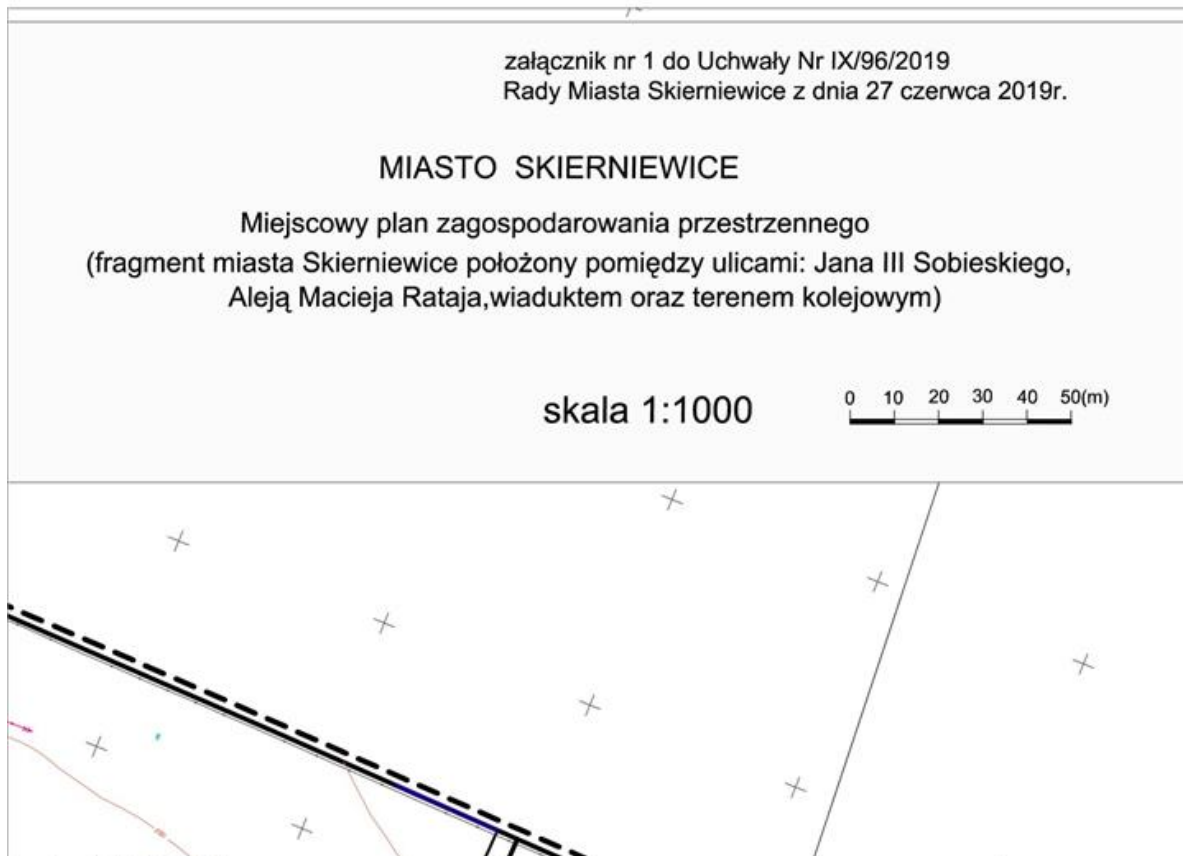 załącznik nr 1 do Uchwały Nr IX/96/2019
Rady Miasta Skierniewice z dnia 27 czerwca 2019r.
MIASTO SKIERNIEWICE
Miejscowy plan zagospodarowania przestrzennego
(fragment miasta Skierniewice położony pomiędzy ulicami: Jana III Sobieskiego,
Aleją Macieja Rataja,wiaduktem oraz terenem kolejowym)
skala 1:1000
0 10 20 30 40 50(m)